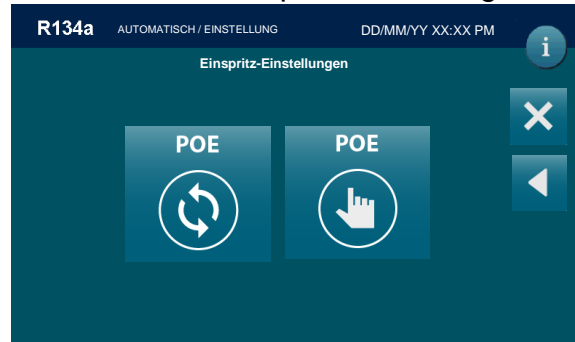 R134a AUTOMATISCH / EINSTELLUNG DD/MM/YY XX:XX PM
i
Einspritz-Einstellungen
POE POE